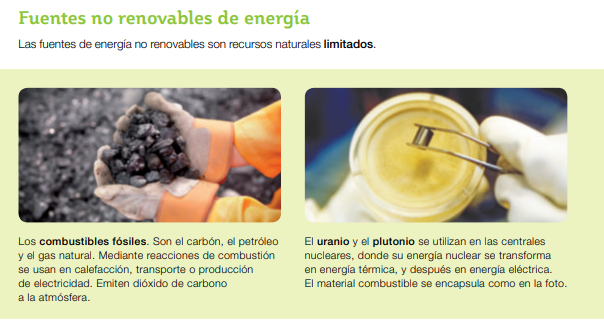 Fuentes no renovables de energía
Las fuentes de energía no renovables son recursos naturales limitados.
Los combustibles fósiles. Son el carbón, el petróleo
y el gas natural. Mediante reacciones de combustión
se usan en calefacción, transporte o producción
de electricidad. Emiten dióxido de carbono
a la atmósfera.
El uranio y el plutonio se utilizan en las centrales
nucleares, donde su energía nuclear se transforma
en energía térmica, y después en energía eléctrica.
El material combustible se encapsula como en la foto.